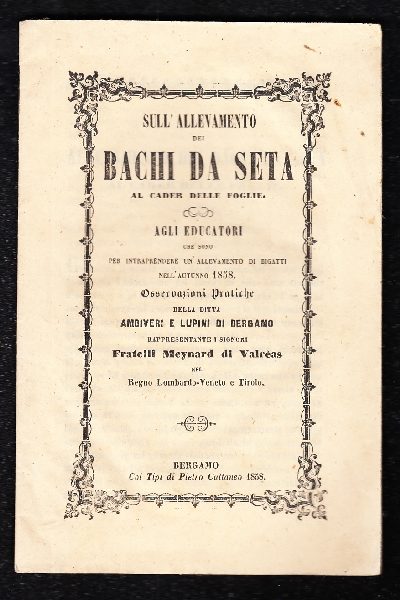 SULL' ALLEVAMENTO
DEI
BACHI DA SETA
AL CADER DELLE FOGLIE.
AGLI EDUCATORI
CHE SONO
PER INTRAPRENDERE UN' ALLEVAMENTO DI BIGATTI
NELL' AUTUNNO 1858.
Osservazioni Pratiche
DELLA DITTA
AMBIVERI E LUPINI DI BERGAMO
RAPPRESENTANTE I SIGNORI
Fratelli Meynard di Valréas
NEL
Regno Lombardo-Veneto e Tirolo.
BERGAMO
Coi Tipi di Pietro Cattaneo 1858.